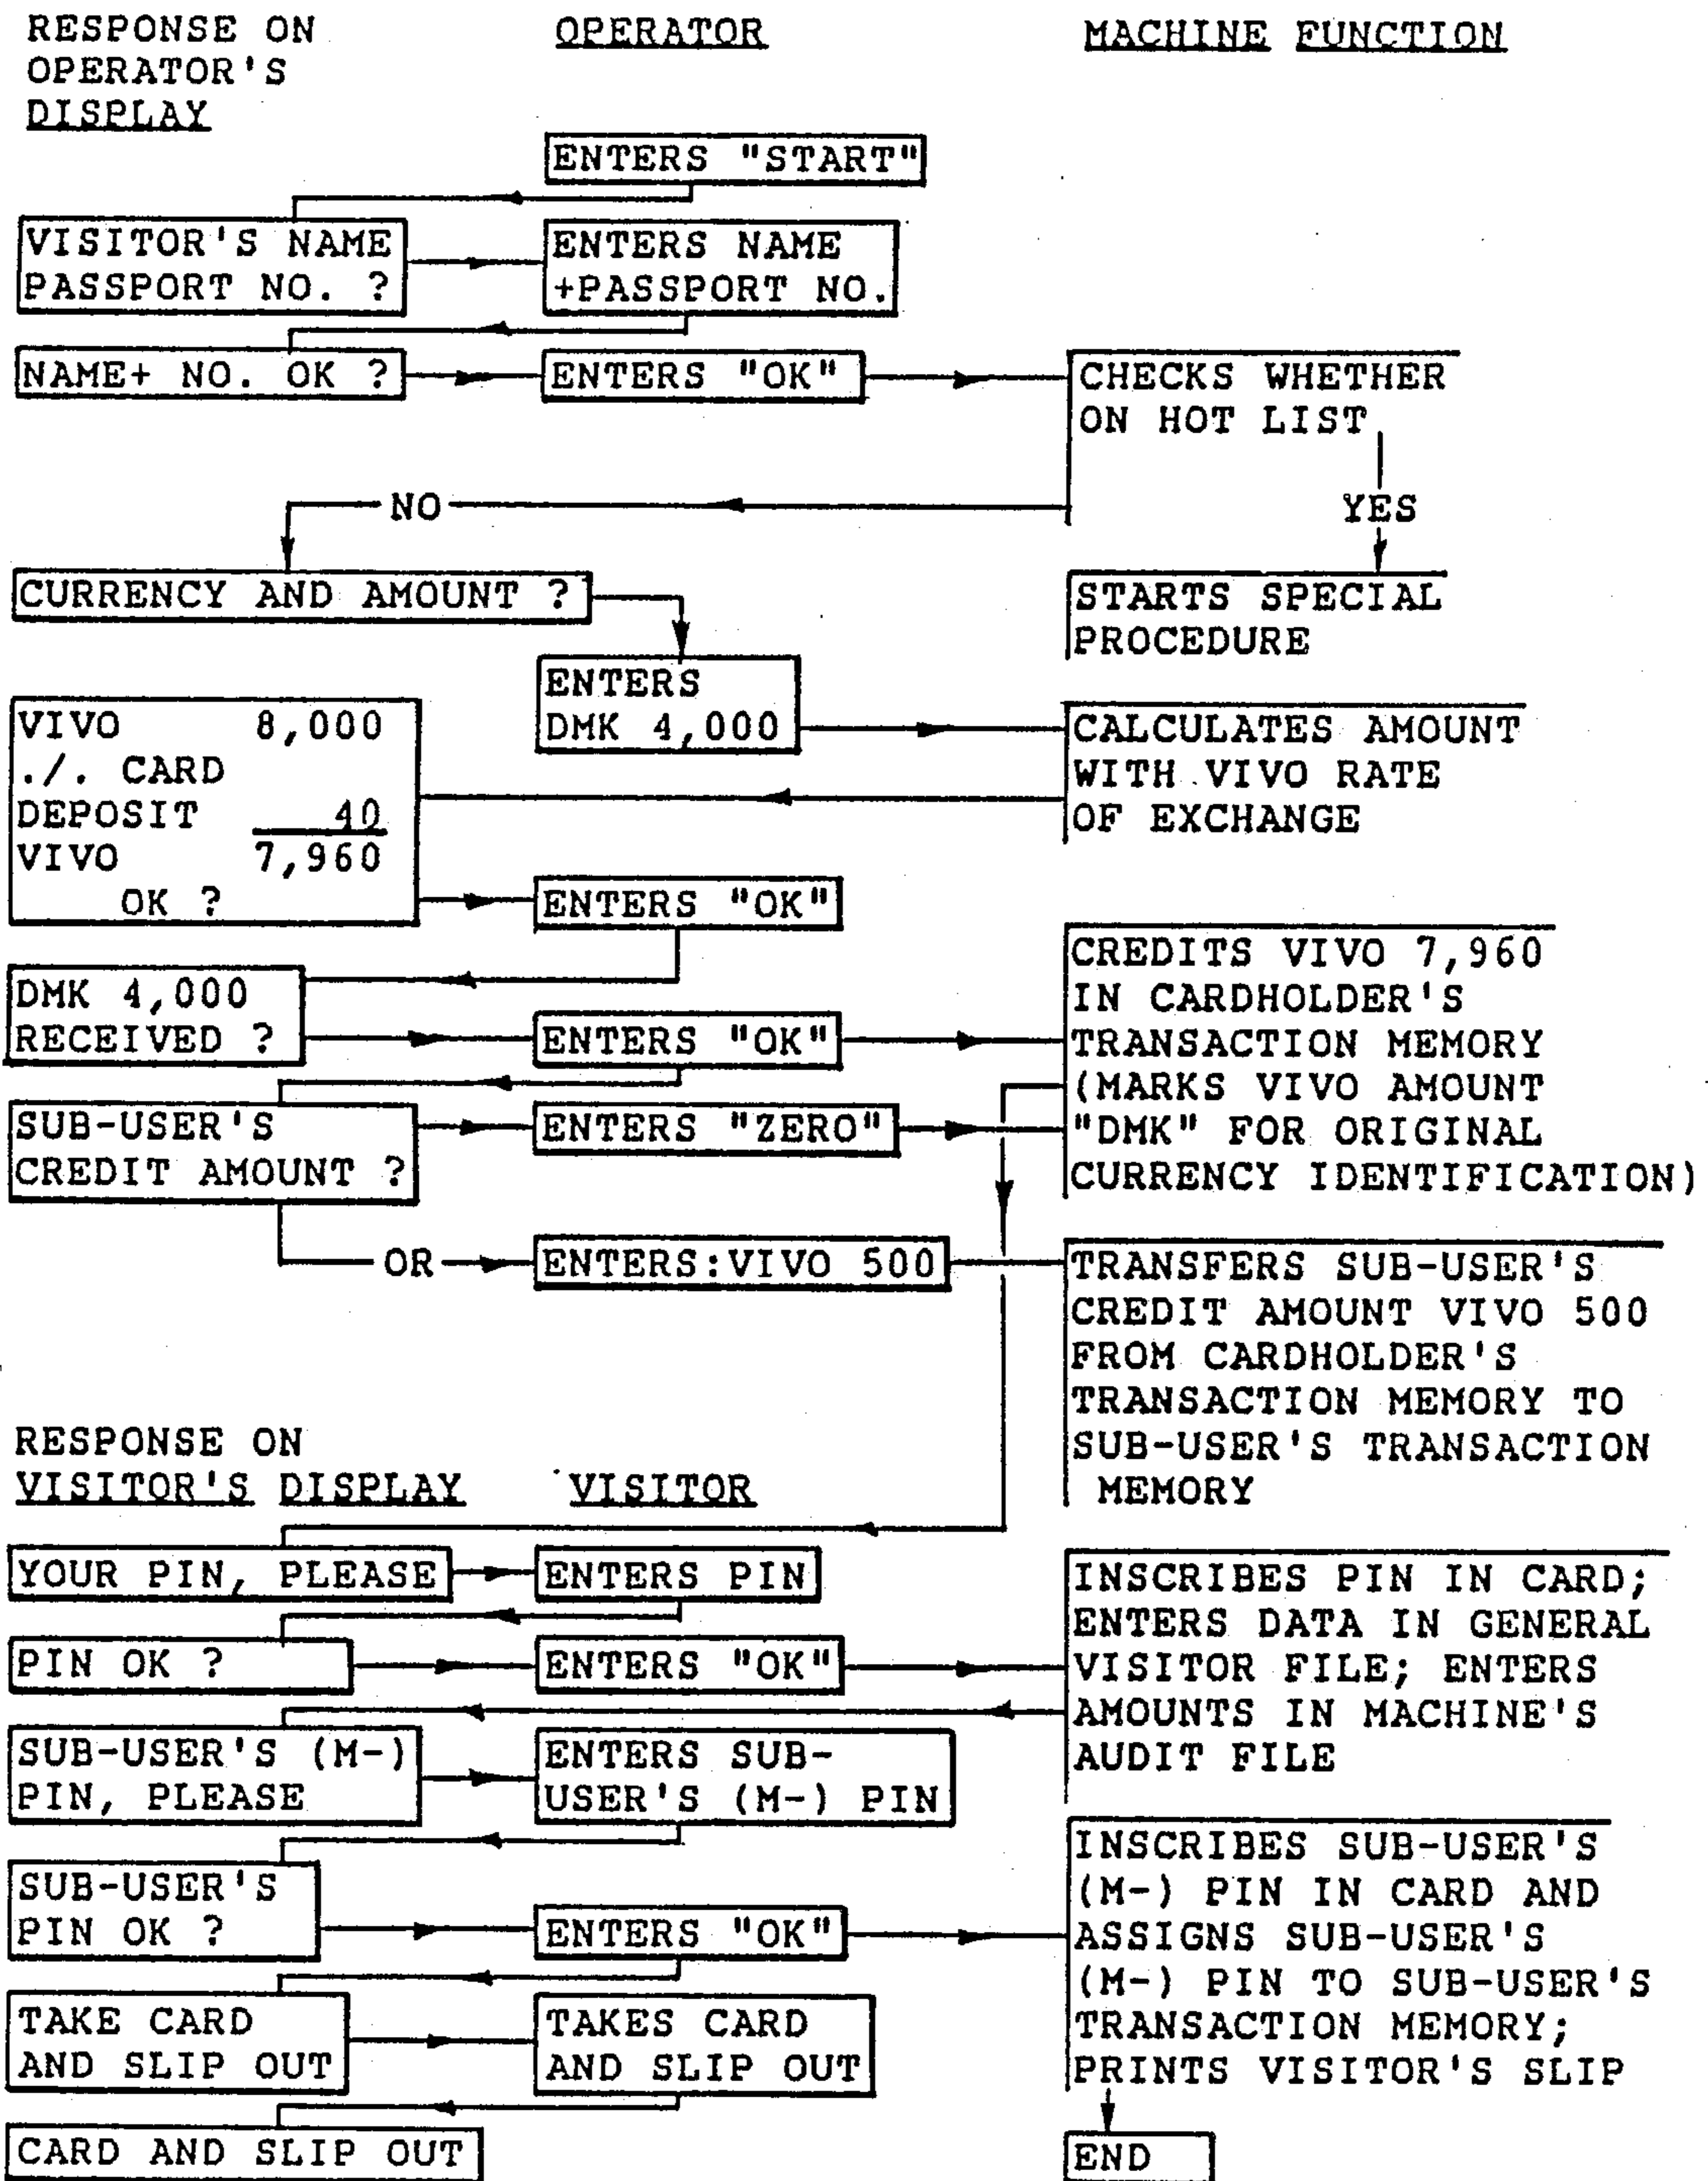 RESPONSE ON
OPERATOR'S
DISPLAY
OPERATOR
MACHINE FUNCTION
ENTERS "START"
VISITOR'S NAME
PASSPORT NO. ?
ENTERS NAME
+PASSPORT NO.
NAME+ NO. OK ?
ENTERS "OK"
CHECKS WHETHER
ON HOT LIST
NO
YES
CURRENCY AND AMOUNT ?
STARTS SPECIAL
PROCEDURE
ENTERS
DMK 4,000
VIVO 8,000
./. CARD
DEPOSIT 40
VIVO 7,960
OK ?
CALCULATES AMOUNT
WITH VIVO RATE
OF EXCHANGE
ENTERS "OK"
DMK 4,000
RECEIVED ?
ENTERS "OK"
CREDITS VIVO 7,960
IN CARDHOLDER'S
TRANSACTION MEMORY
(MARKS VIVO AMOUNT
"DMK" FOR ORIGINAL
CURRENCY IDENTIFICATION)
SUB-USER'S
CREDIT AMOUNT ?
ENTERS "ZERO"
OR
ENTERS:VIVO 500
TRANSFERS SUB-USER'S
CREDIT AMOUNT VIVO 500
FROM CARDHOLDER'S
TRANSACTION MEMORY TO
SUB-USER'S TRANSACTION
MEMORY
RESPONSE ON
VISITOR'S DISPLAY
VISITOR
YOUR PIN, PLEASE
ENTERS PIN
PIN OK ?
ENTERS "OK"
INSCRIBES PIN IN CARD;
ENTERS DATA IN GENERAL
VISITOR FILE; ENTERS
AMOUNTS IN MACHINE'S
AUDIT FILE
SUB-USER'S (M-)
PIN, PLEASE
ENTERS SUB-
USER'S (M-) PIN
SUB-USER'S
PIN OK ?
ENTERS "OK"
INSCRIBES SUB-USER'S
(M-) PIN IN CARD AND
ASSIGNS SUB-USER'S
(M-) PIN TO SUB-USER'S
TRANSACTION MEMORY;
PRINTS VISITOR'S SLIP
TAKE CARD
AND SLIP OUT
TAKES CARD
AND SLIP OUT
CARD AND SLIP OUT
END